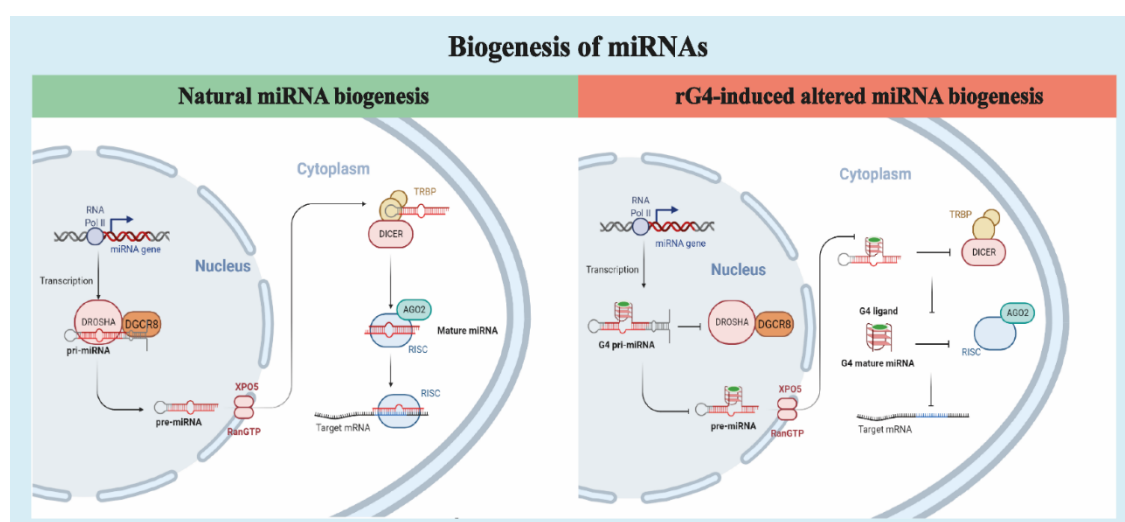 Biogenesis of miRNAs
Natural miRNA biogenesis
rG4-induced altered miRNA biogenesis
Cytoplasm
TRBP
RNA
Pol II
DICER
miRNA gene
Nucleus
Transcription
AGO2
DROSHA
DGCR8
Mature miRNA
pri-miRNA
RISC
XPO5
RISC
pre-miRNA
Target mRNA
RanGTP
Cytoplasm
RNA
Pol II
TRBP
miRNA gene
DICER
Transcription
Nucleus
G4 ligand
AGO2
DROSHA
DGCR8
G4 pri-miRNA
RISC
G4 mature miRNA
XPO5
pre-miRNA
RanGTP
Target mRNA